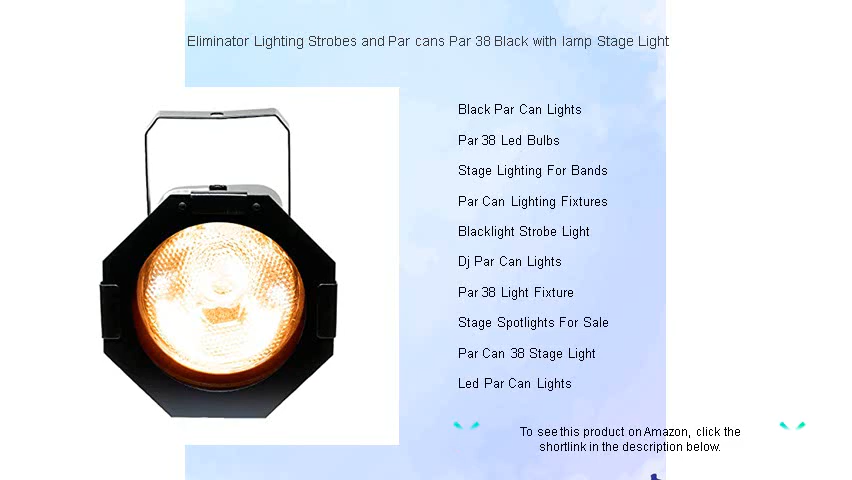 Eliminator Lighting Strobes and Par cans Par 38 Black with lamp Stage Light
Black Par Can Lights
Par 38 Led Bulbs
Stage Lighting For Bands
Par Can Lighting Fixtures
Blacklight Strobe Light
Dj Par Can Lights
Par 38 Light Fixture
Stage Spotlights For Sale
Par Can 38 Stage Light
Led Par Can Lights
To see this product on Amazon, click the
shortlink in the description below.